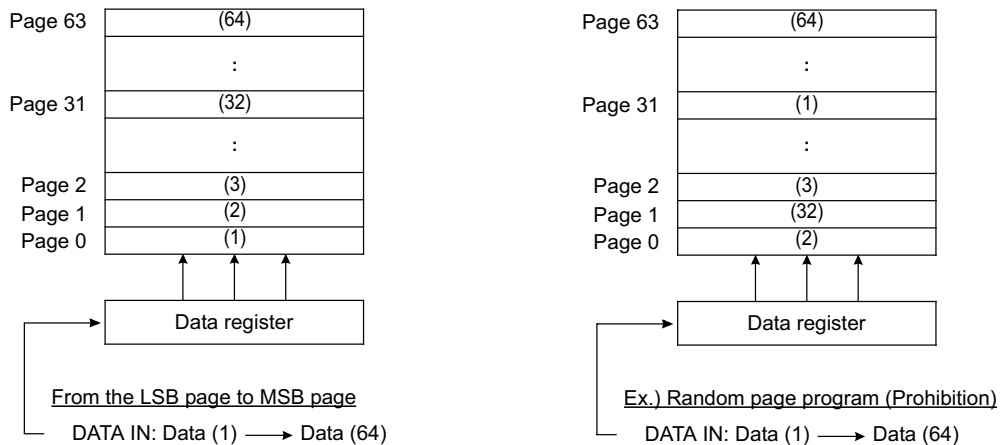 Page 63 (64)
:
Page 31 (32)
:
Page 2 (3)
Page 1 (2)
Page 0 (1)
Data register
From the LSB page to MSB page
DATA IN: Data (1) Data (64)
Page 63 (64)
:
Page 31 (1)
:
Page 2 (3)
Page 1 (32)
Page 0 (2)
Data register
Ex.) Random page program (Prohibition)
DATA IN: Data (1) Data (64)